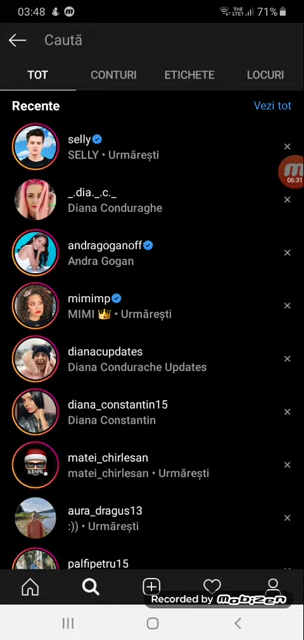 03:48 71%
Caută
TOT CONTURI ETICHETE LOCURI
Recente Vezi tot
selly
SELLY • Urmărești
06:31
_.dia._.c._
Diana Conduraghe
andragoganoff
Andra Gogan
mimimp
MIMI 👑 • Urmărești
dianacupdates
Diana Condurache Updates
diana_constantin15
Diana Constantin
matei_chirlesan
matei_chirlesan • Urmărești
aura_dragus13
:)) • Urmărești
palfipetru15
Recorded by mobizen